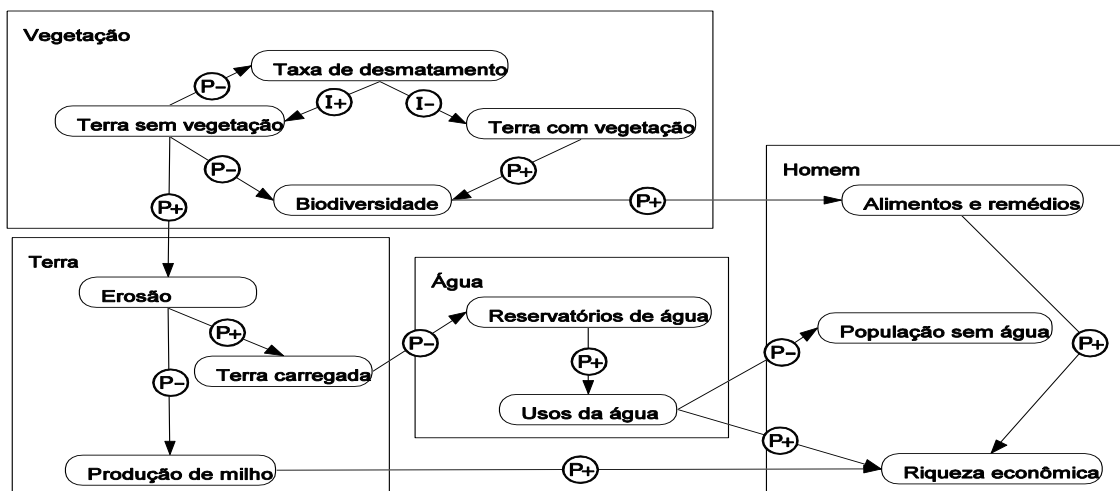 Vegetação
Taxa de desmatamento
P-
I+
I-
Terra sem vegetação
Terra com vegetação
P-
P+
Biodiversidade
P+
P+
Homem
Alimentos e remédios
Terra
Erosão
P+
P-
Terra carregada
Produção de milho
P-
Água
Reservatórios de água
P+
Usos da água
P-
População sem água
P+
P+
P+
Riqueza econômica